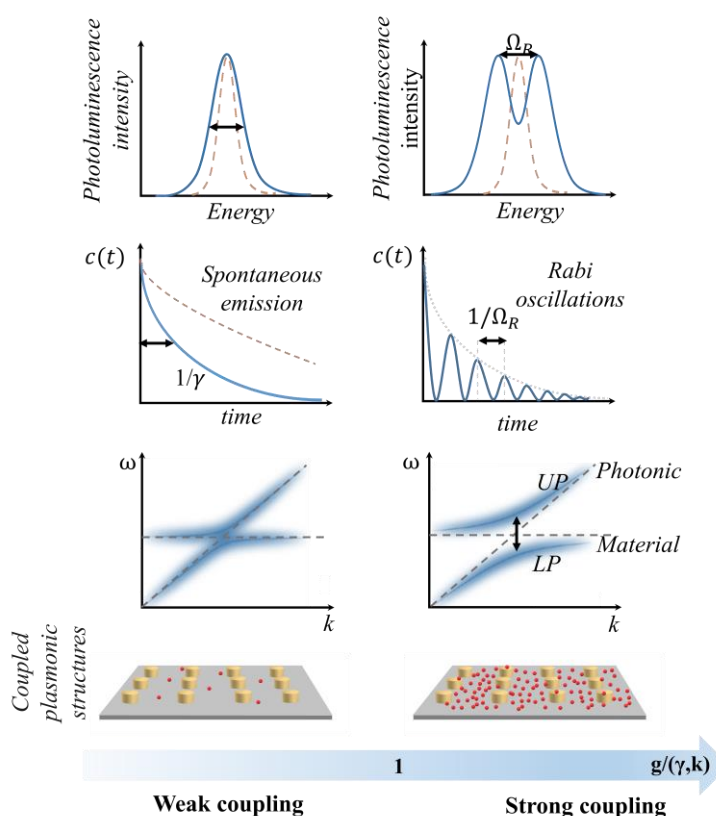 Photoluminescence
intensity
Energy
Photoluminescence
intensity
Ω_R
Energy
c(t)
Spontaneous
emission
1/γ
time
c(t)
Rabi
oscillations
1/Ω_R
time
ω
k
ω
UP
Photonic
Material
LP
k
Coupled
plasmonic
structures
1
g/(γ,k)
Weak coupling
Strong coupling